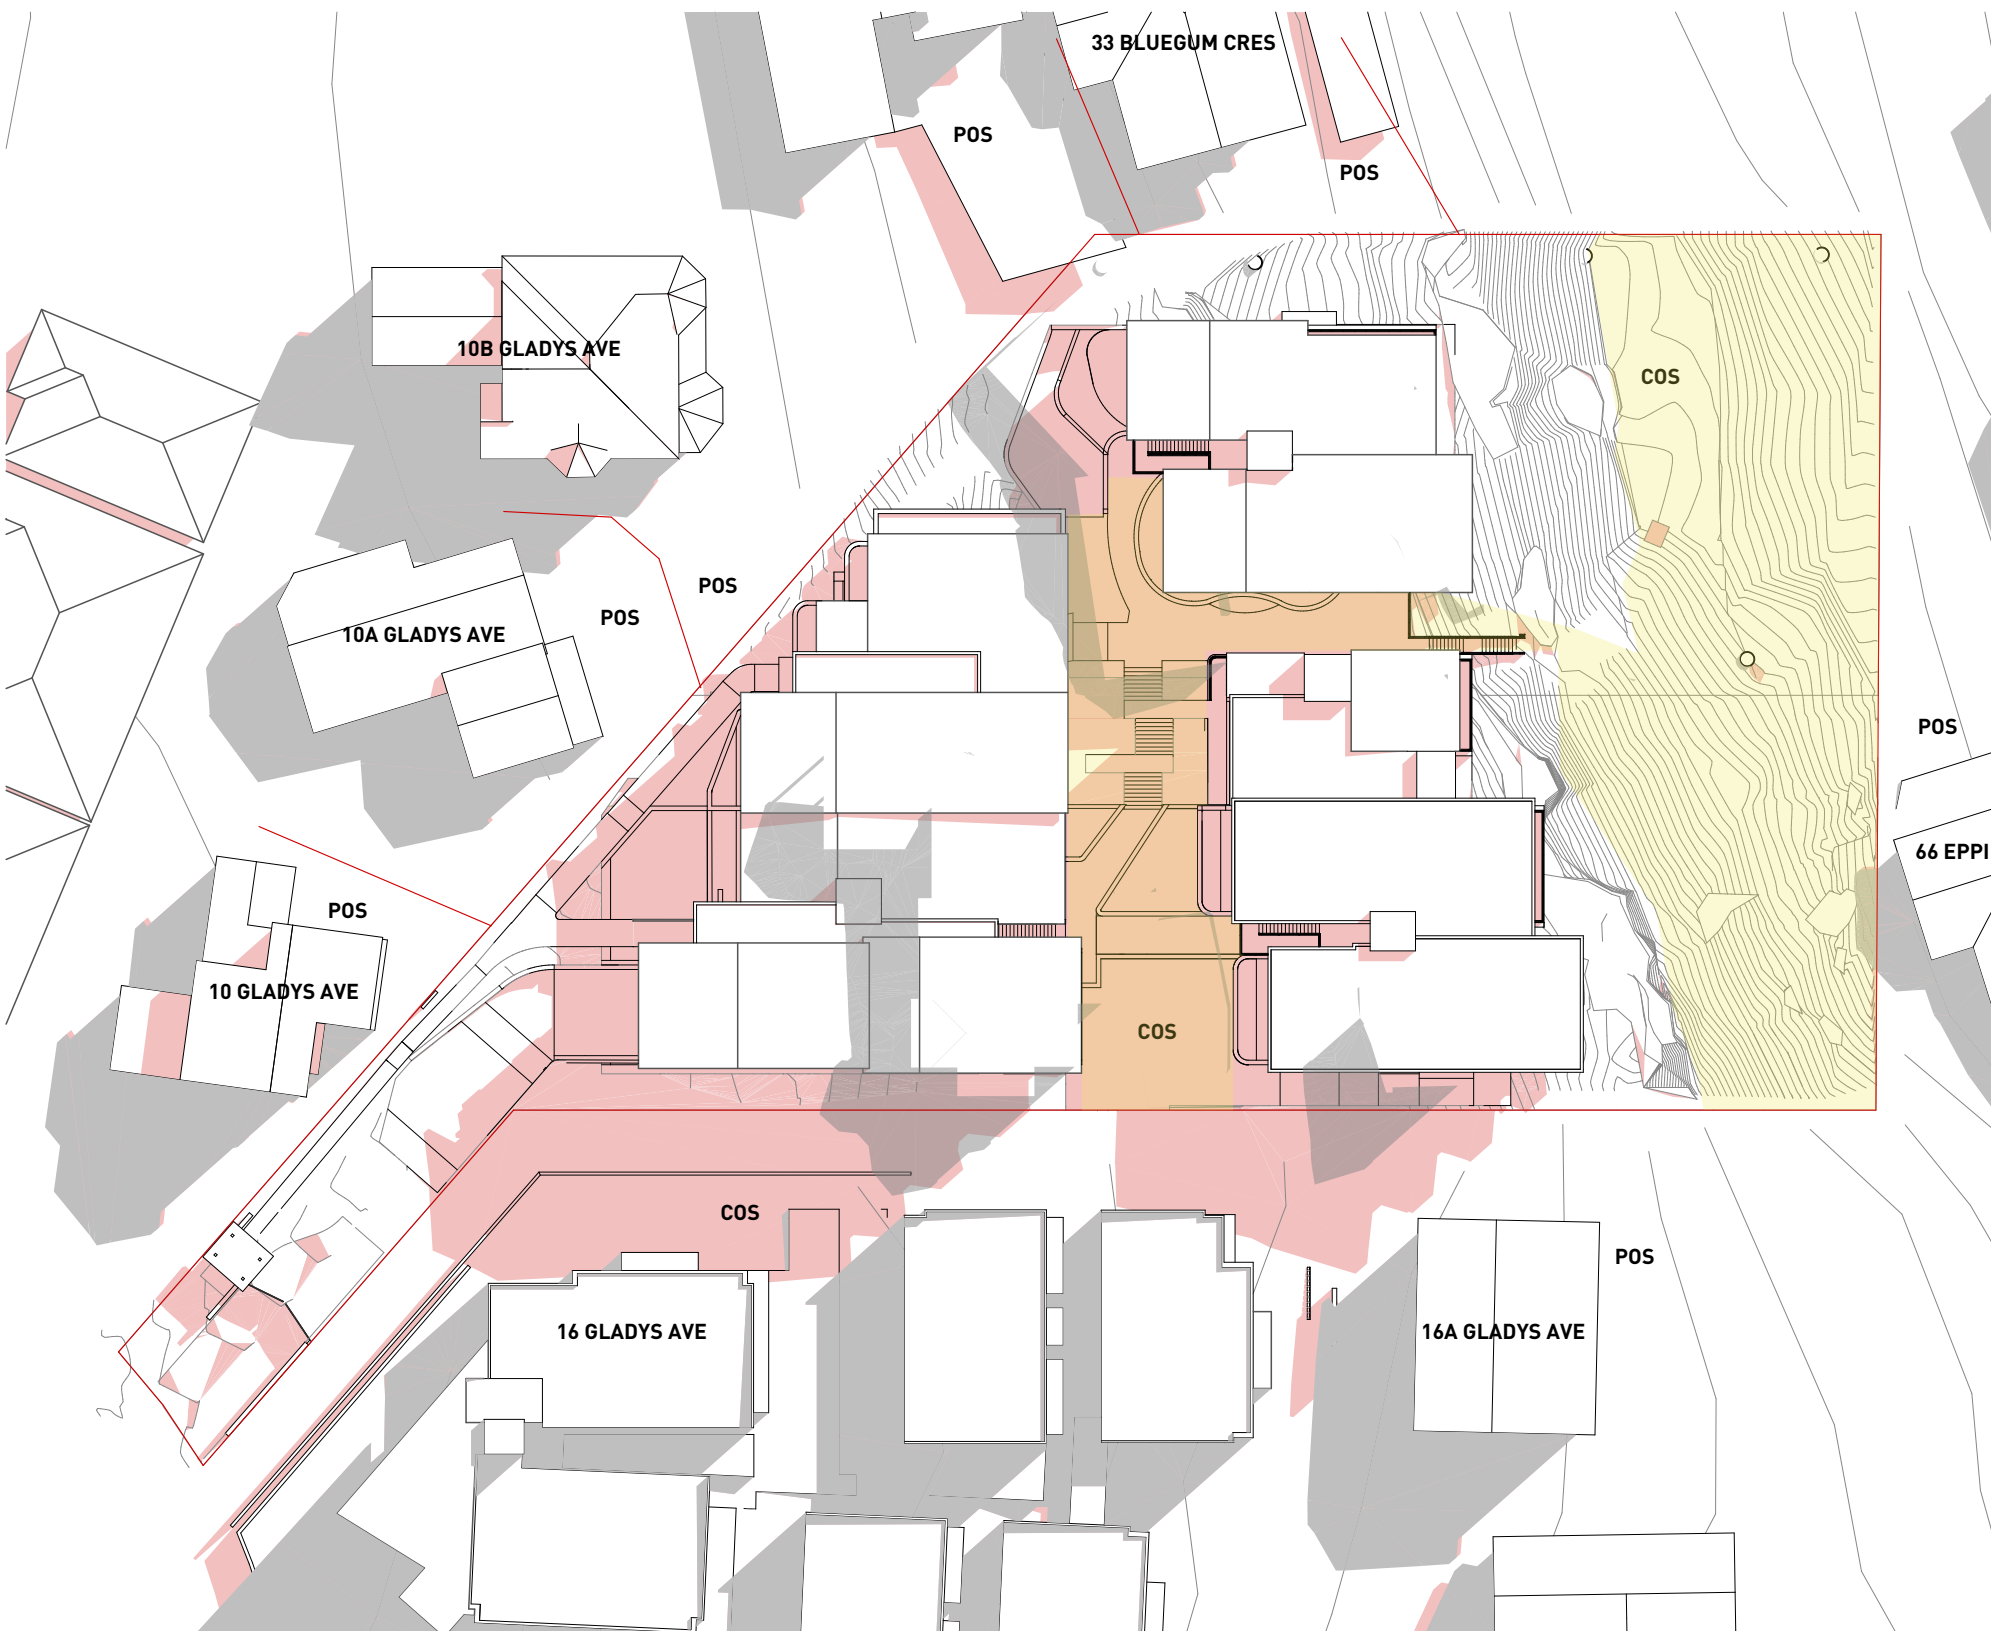 33 BLUEGUM CRES
POS
POS
10B GLADYS AVE
COS
POS
POS
10A GLADYS AVE
POS
66 EPPI
POS
10 GLADYS AVE
COS
COS
POS
16 GLADYS AVE
16A GLADYS AVE